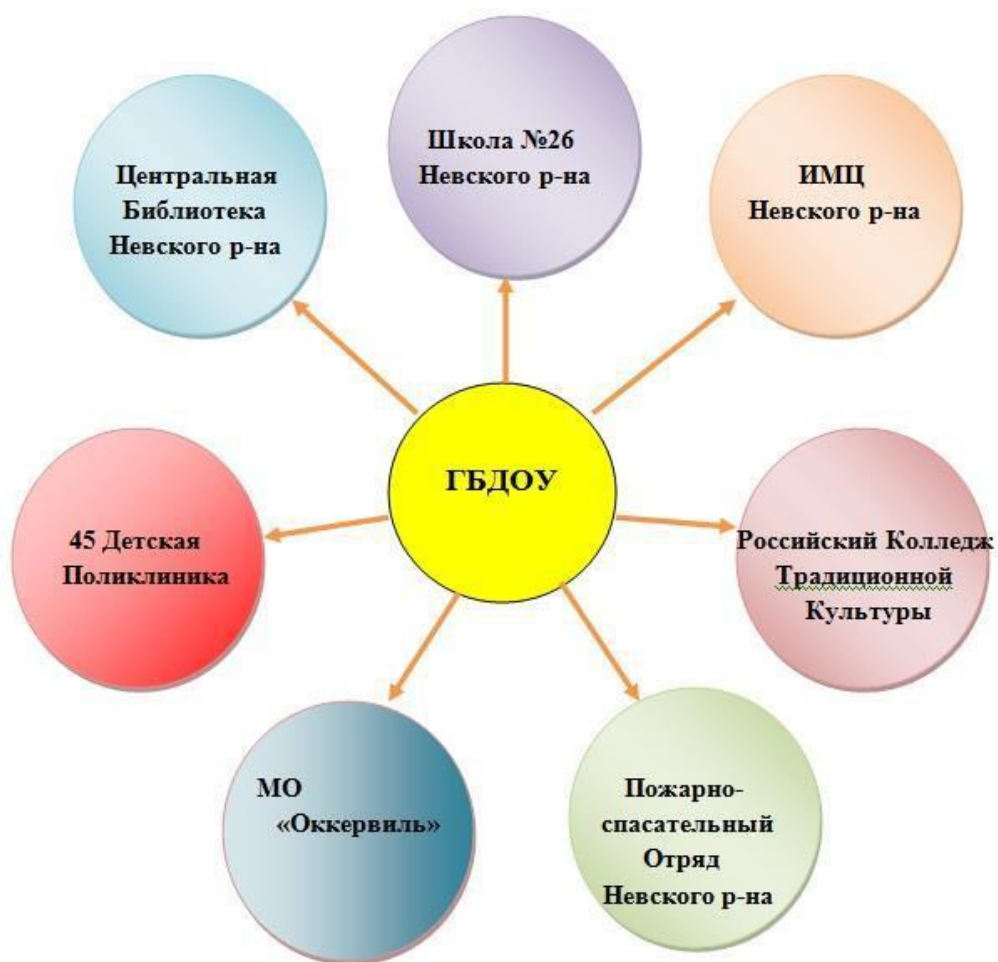 Школа №26
Невского р-на
Центральная
Библиотека
Невского р-на
ИМЦ
Невского р-на
ГБДОУ
45 Детская
Поликлиника
Российский Колледж
Традиционной
Культуры
МО
«Оккервиль»
Пожарно-
спасательный
Отряд
Невского р-на